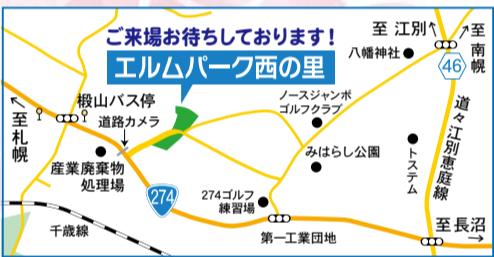 ご来場お待ちしております！
エルムパーク西の里
至 江別
至南幌
八幡神社
46
椴山バス停
道路カメラ
至札幌
ノースジャンボ
ゴルフクラブ
みはらし公園
トステム
道々江別恵庭線
産業廃棄物
処理場
274
274ゴルフ
練習場
至長沼
千歳線
第一工業団地